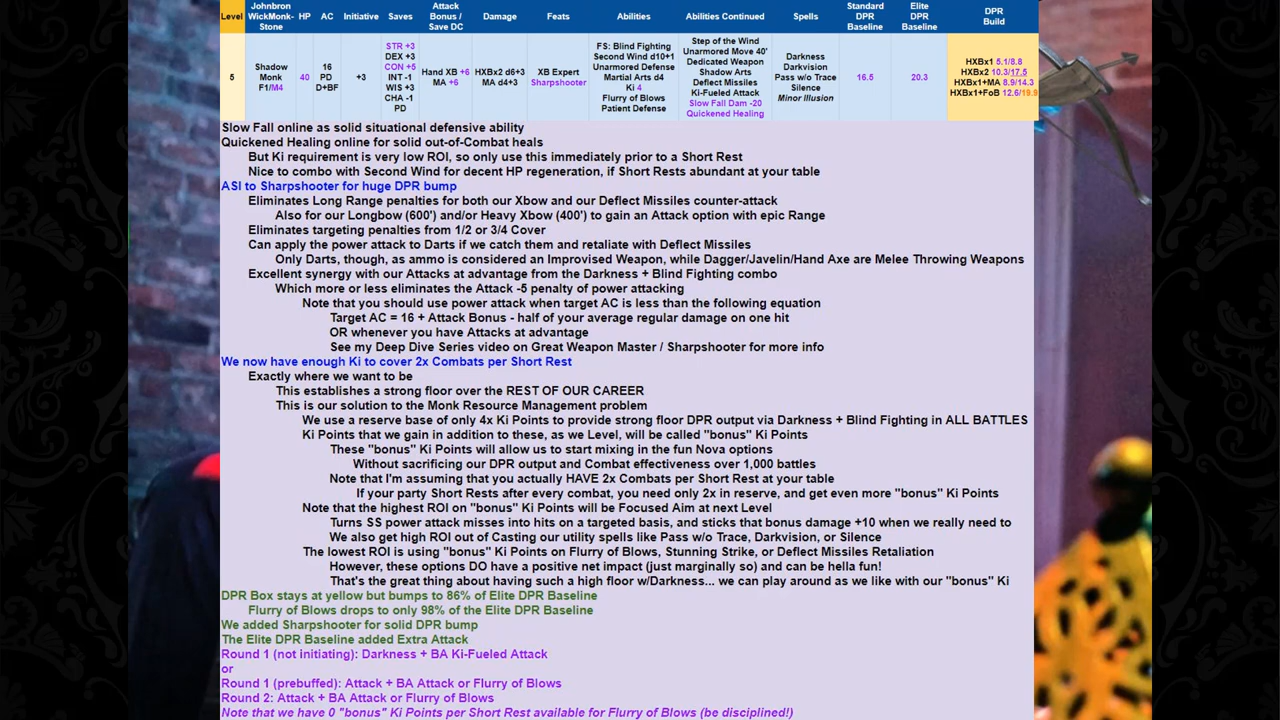 Level
Johnbron WickMonk-Stone
HP
AC
Initiative
Saves
Attack Bonus / Save DC
Damage
Feats
Abilities
Abilities Continued
Spells
Standard DPR Baseline
Elite DPR Baseline
DPR Build
5
Shadow Monk F1/M4
40
16 PD D+BF
+3
STR +3
DEX +3
CON +5
INT -1
WIS +3
CHA -1
PD
Hand XB +6
MA +6
HXBx2 d6+3
MA d4+3
XB Expert
Sharpshooter
FS: Blind Fighting
Second Wind d10+1
Unarmored Defense
Martial Arts d4
Ki 4
Flurry of Blows
Patient Defense
Step of the Wind
Unarmored Move 40'
Dedicated Weapon
Shadow Arts
Deflect Missiles
Ki-Fueled Attack
Slow Fall Dam -20
Quickened Healing
Darkness
Darkvision
Pass w/o Trace
Silence
Minor Illusion
16.5
20.3
HXBx1 5.1/8.8
HXBx2 10.3/17.5
HXBx1+MA 8.9/14.3
HXBx1+FoB 12.6/19.9
Slow Fall online as solid situational defensive ability
Quickened Healing online for solid out-of-Combat heals
But Ki requirement is very low ROI, so only use this immediately prior to a Short Rest
Nice to combo with Second Wind for decent HP regeneration, if Short Rests abundant at your table
ASI to Sharpshooter for huge DPR bump
Eliminates Long Range penalties for both our Xbow and our Deflect Missiles counter-attack
Also for our Longbow (600') and/or Heavy Xbow (400') to gain an Attack option with epic Range
Eliminates targeting penalties from 1/2 or 3/4 Cover
Can apply the power attack to Darts if we catch them and retaliate with Deflect Missiles
Only Darts, though, as ammo is considered an Improvised Weapon, while Dagger/Javelin/Hand Axe are Melee Throwing Weapons
Excellent synergy with our Attacks at advantage from the Darkness + Blind Fighting combo
Which more or less eliminates the Attack -5 penalty of power attacking
Note that you should use power attack when target AC is less than the following equation
Target AC = 16 + Attack Bonus - half of your average regular damage on one hit
OR whenever you have Attacks at advantage
See my Deep Dive Series video on Great Weapon Master / Sharpshooter for more info
We now have enough Ki to cover 2x Combats per Short Rest
Exactly where we want to be
This establishes a strong floor over the REST OF OUR CAREER
This is our solution to the Monk Resource Management problem
We use a reserve base of only 4x Ki Points to provide strong floor DPR output via Darkness + Blind Fighting in ALL BATTLES
Ki Points that we gain in addition to these, as we Level, will be called "bonus" Ki Points
These "bonus" Ki Points will allow us to start mixing in the fun Nova options
Without sacrificing our DPR output and Combat effectiveness over 1,000 battles
Note that I'm assuming that you actually HAVE 2x Combats per Short Rest at your table
If your party Short Rests after every combat, you need only 2x in reserve, and get even more "bonus" Ki Points
Note that the highest ROI on "bonus" Ki Points will be Focused Aim at next Level
Turns SS power attack misses into hits on a targeted basis, and sticks that bonus damage +10 when we really need to
We also get high ROI out of Casting our utility spells like Pass w/o Trace, Darkvision, or Silence
The lowest ROI is using "bonus" Ki Points on Flurry of Blows, Stunning Strike, or Deflect Missiles Retaliation
However, these options DO have a positive net impact (just marginally so) and can be hella fun!
That's the great thing about having such a high floor w/Darkness... we can play around as we like with our "bonus" Ki
DPR Box stays at yellow but bumps to 86% of Elite DPR Baseline
Flurry of Blows drops to only 98% of the Elite DPR Baseline
We added Sharpshooter for solid DPR bump
The Elite DPR Baseline added Extra Attack
Round 1 (not initiating): Darkness + BA Ki-Fueled Attack
or
Round 1 (prebuffed): Attack + BA Attack or Flurry of Blows
Round 2: Attack + BA Attack or Flurry of Blows
Note that we have 0 "bonus" Ki Points per Short Rest available for Flurry of Blows (be disciplined!)